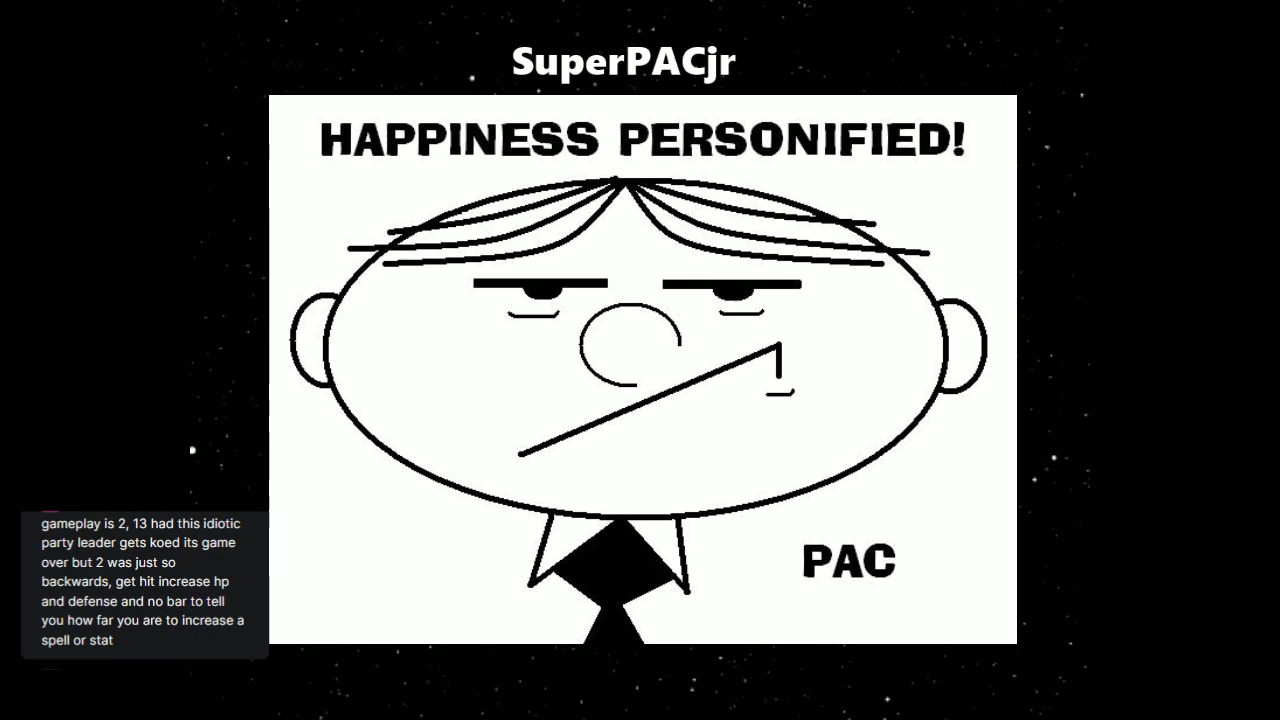 SuperPACjr
HAPPINESS PERSONIFIED!
PAC
gameplay is 2, 13 had this idiotic
party leader gets koed its game
over but 2 was just so
backwards, get hit increase hp
and defense and no bar to tell
you how far you are to increase a
spell or stat